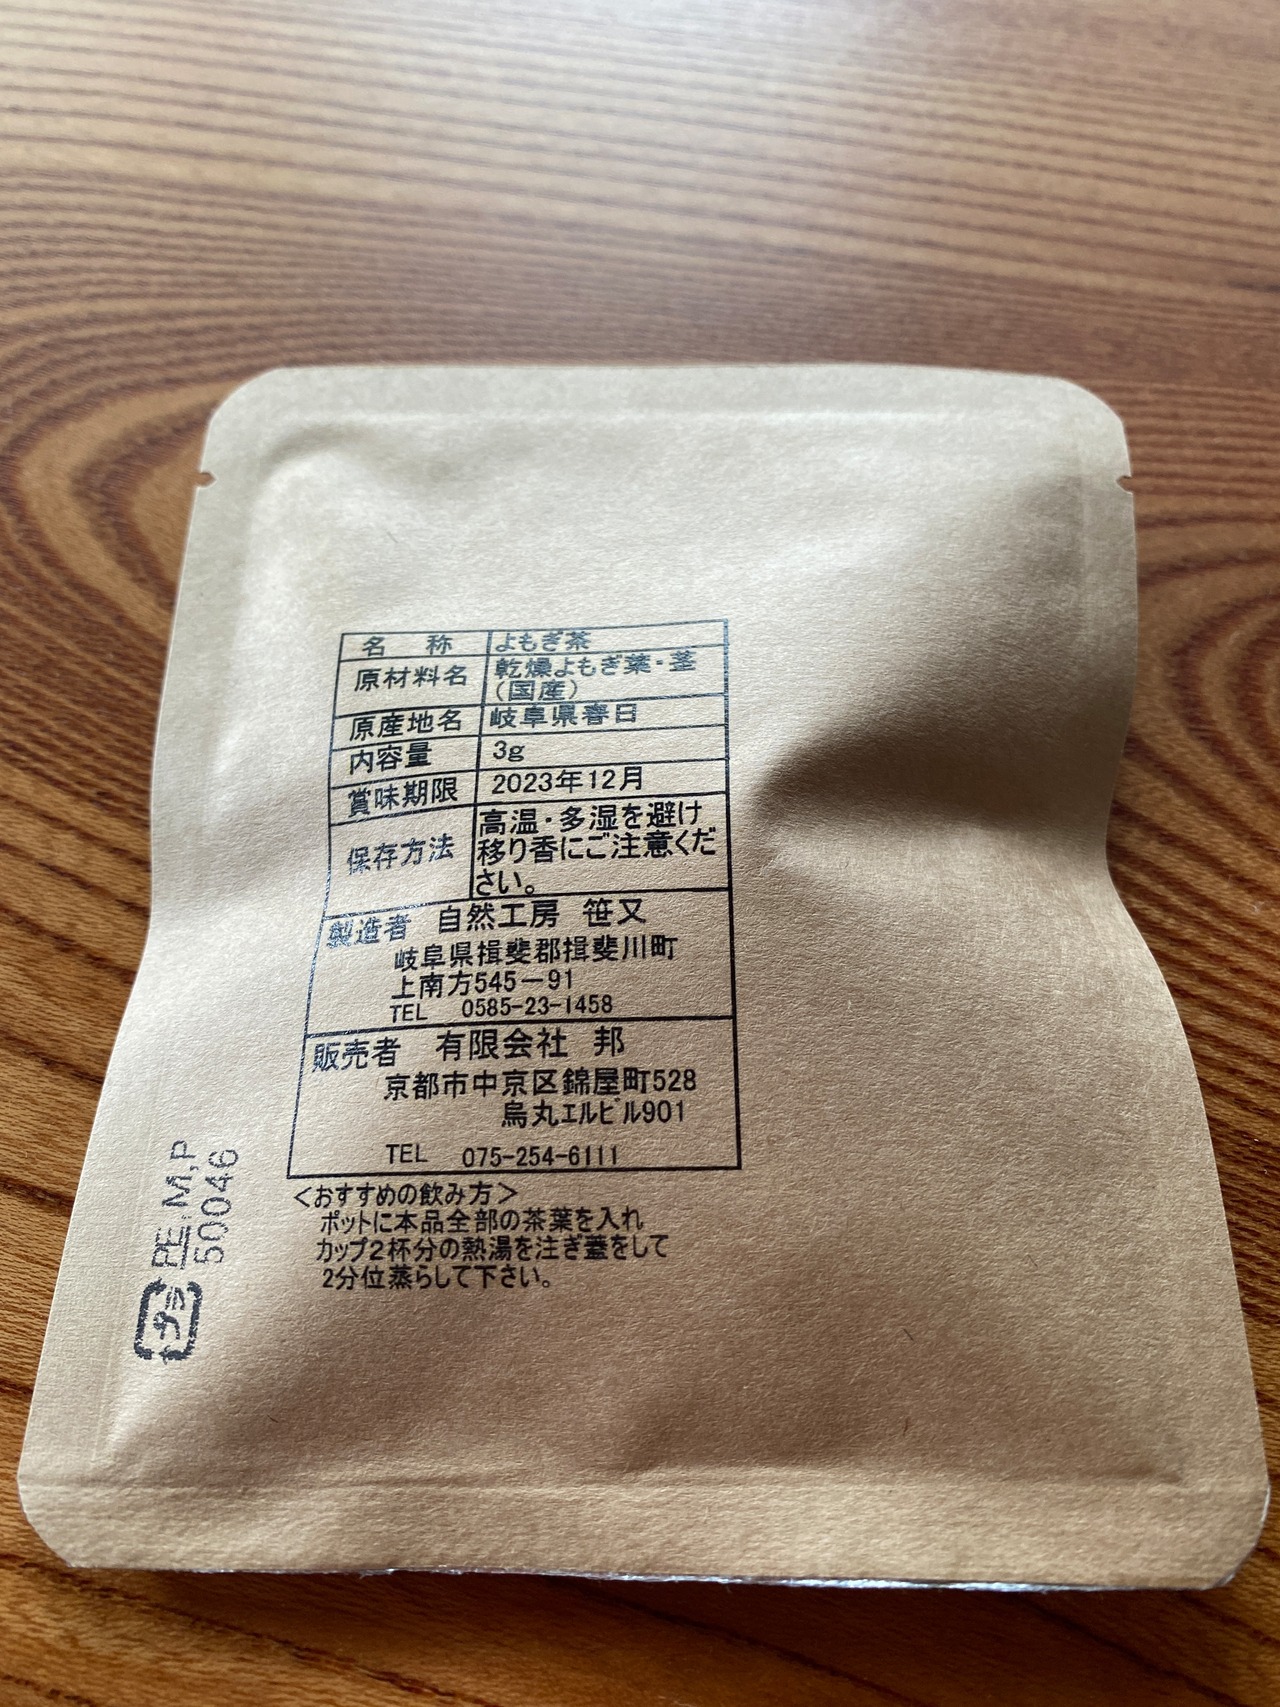 名 称 よもぎ茶
原材料名 乾燥よもぎ葉・茎
(国産)
原産地名 岐阜県春日
内容量 3g
賞味期限 2023年12月
保存方法 高温・多湿を避け
移り香にご注意くだ
さい。
製造者 自然工房 笹又
岐阜県揖斐郡揖斐川町
上南方545－91
TEL 0585-23-1458
販売者 有限会社 邦
京都市中京区錦屋町528
烏丸エルビル901
TEL 075-254-6111
<おすすめの飲み方>
ポットに本品全部の茶葉を入れ
カップ2杯分の熱湯を注ぎ蓋をして
2分位蒸らして下さい。
プラ PE,M,P
50046